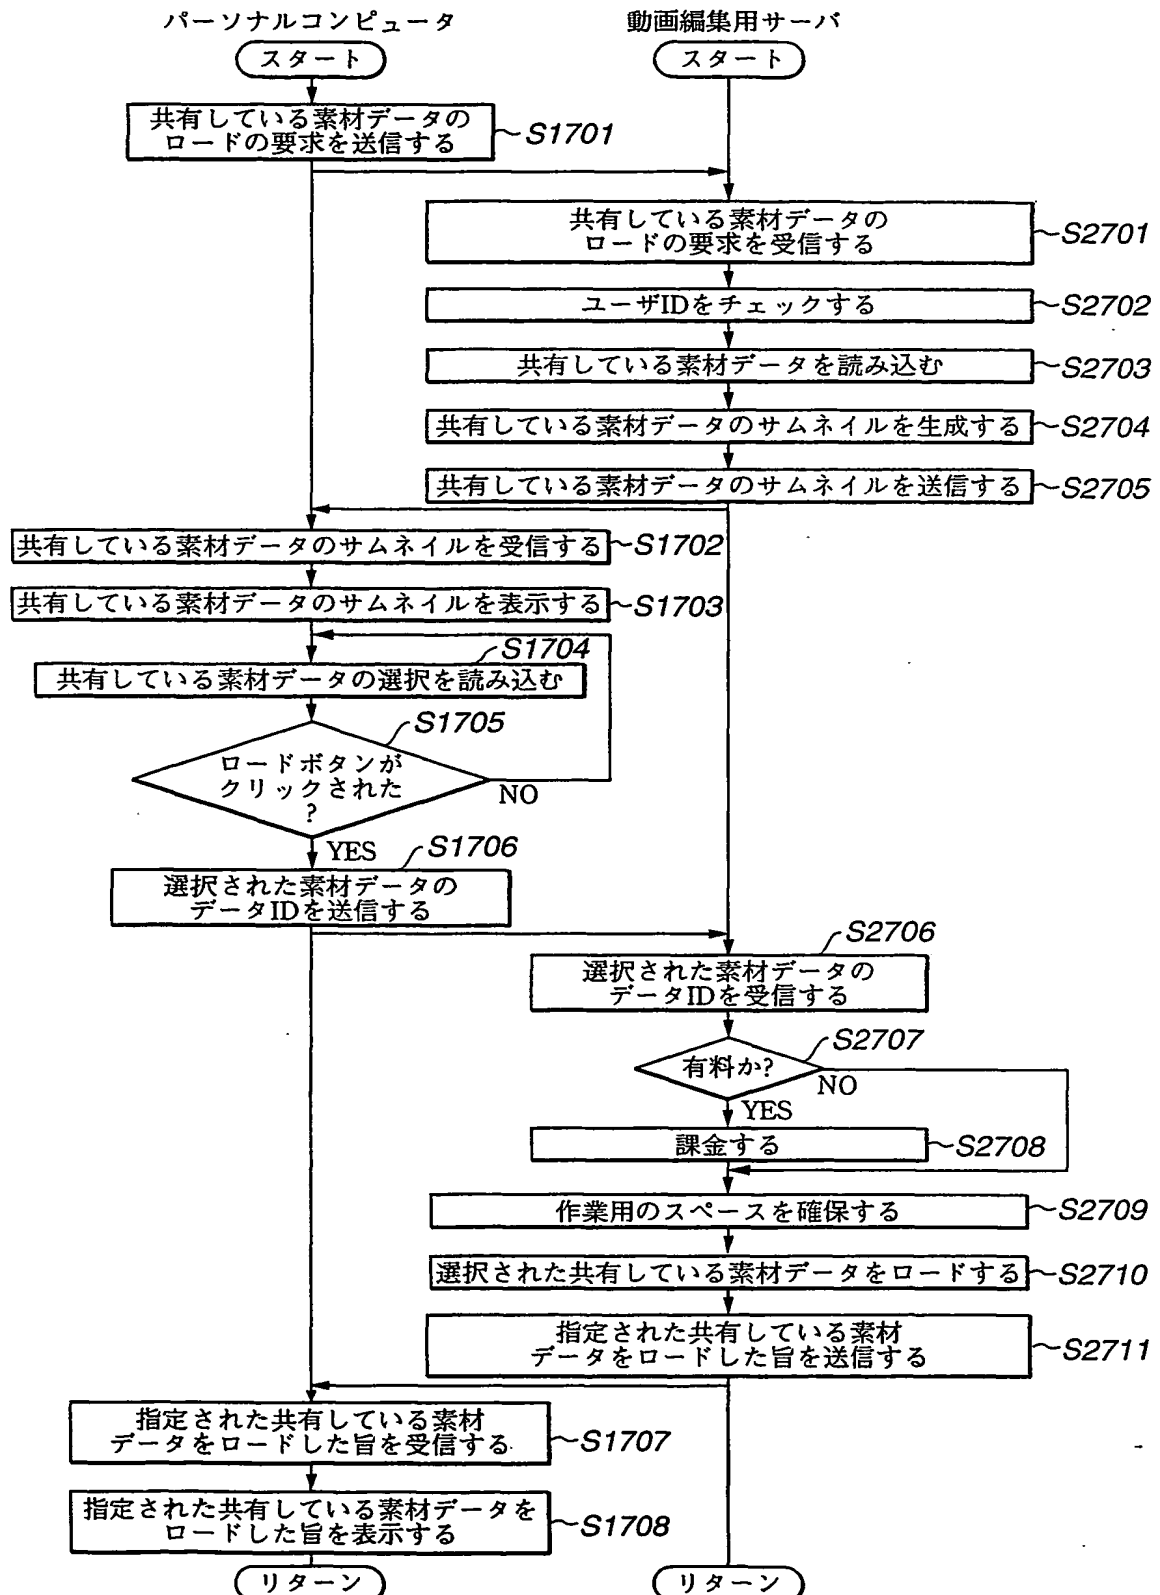 パーソナルコンピュータ
動画編集用サーバ
スタート
スタート
共有している素材データの
ロードの要求を送信する
S1701
共有している素材データの
ロードの要求を受信する
S2701
ユーザIDをチェックする
S2702
共有している素材データを読み込む
S2703
共有している素材データのサムネイルを生成する
S2704
共有している素材データのサムネイルを送信する
S2705
共有している素材データのサムネイルを受信する
S1702
共有している素材データのサムネイルを表示する
S1703
S1704
共有している素材データの選択を読み込む
S1705
ロードボタンが
クリックされた
?
NO
YES
S1706
選択された素材データの
データIDを送信する
S2706
選択された素材データの
データIDを受信する
S2707
有料か?
NO
YES
課金する
S2708
作業用のスペースを確保する
S2709
選択された共有している素材データをロードする
S2710
指定された共有している素材
データをロードした旨を送信する
S2711
指定された共有している素材
データをロードした旨を受信する
S1707
指定された共有している素材データを
ロードした旨を表示する
S1708
リターン
リターン